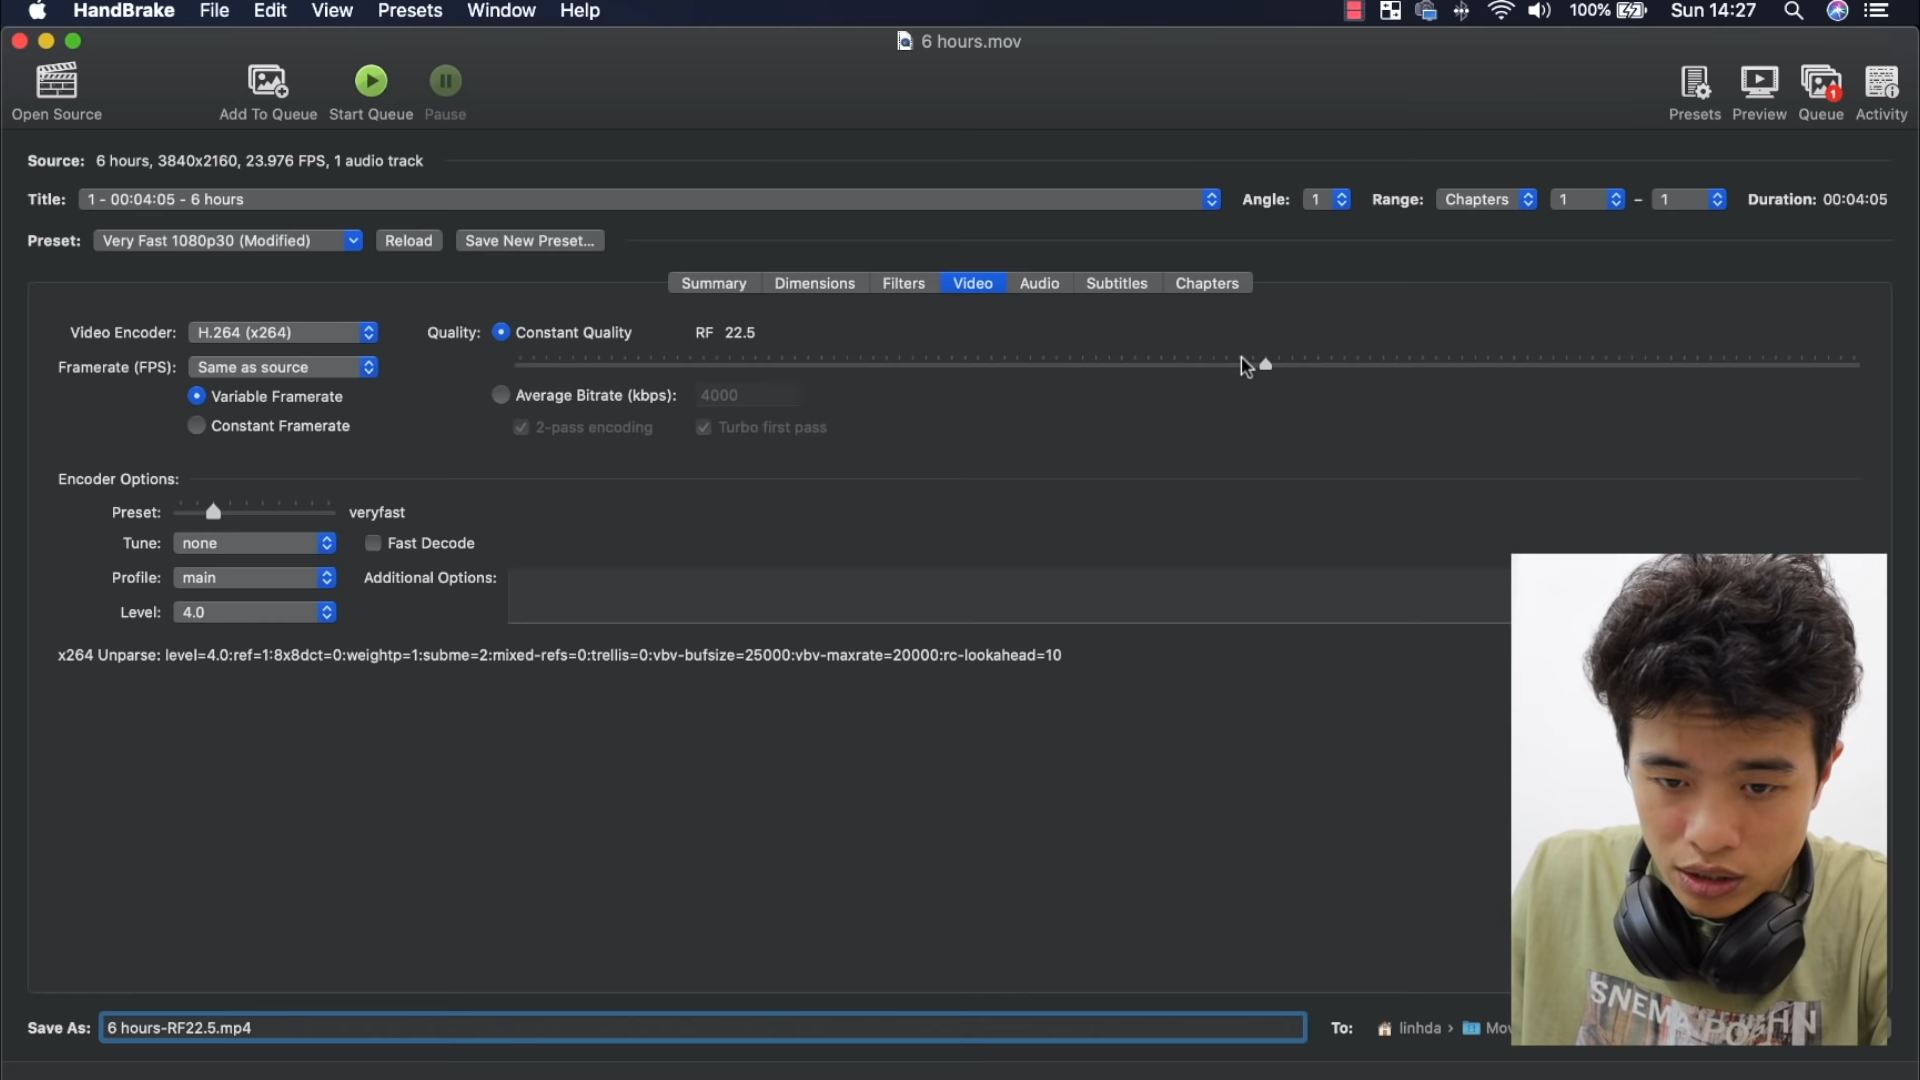 HandBrake File Edit View Presets Window Help 100% Sun 14:27
6 hours.mov
Open Source Add To Queue Start Queue Pause Presets Preview Queue 1 Activity
Source: 6 hours, 3840x2160, 23.976 FPS, 1 audio track
Title: 1 - 00:04:05 - 6 hours Angle: 1 Range: Chapters 1 – 1 Duration: 00:04:05
Preset: Very Fast 1080p30 (Modified) Reload Save New Preset...
Summary Dimensions Filters Video Audio Subtitles Chapters
Video Encoder: H.264 (x264) Quality: Constant Quality RF 22.5
Framerate (FPS): Same as source
Variable Framerate Average Bitrate (kbps): 4000
Constant Framerate 2-pass encoding Turbo first pass
Encoder Options:
Preset: veryfast
Tune: none Fast Decode
Profile: main Additional Options:
Level: 4.0
x264 Unparse: level=4.0:ref=1:8x8dct=0:weightp=1:subme=2:mixed-refs=0:trellis=0:vbv-bufsize=25000:vbv-maxrate=20000:rc-lookahead=10
Save As: 6 hours-RF22.5.mp4 To: linhda › Mov